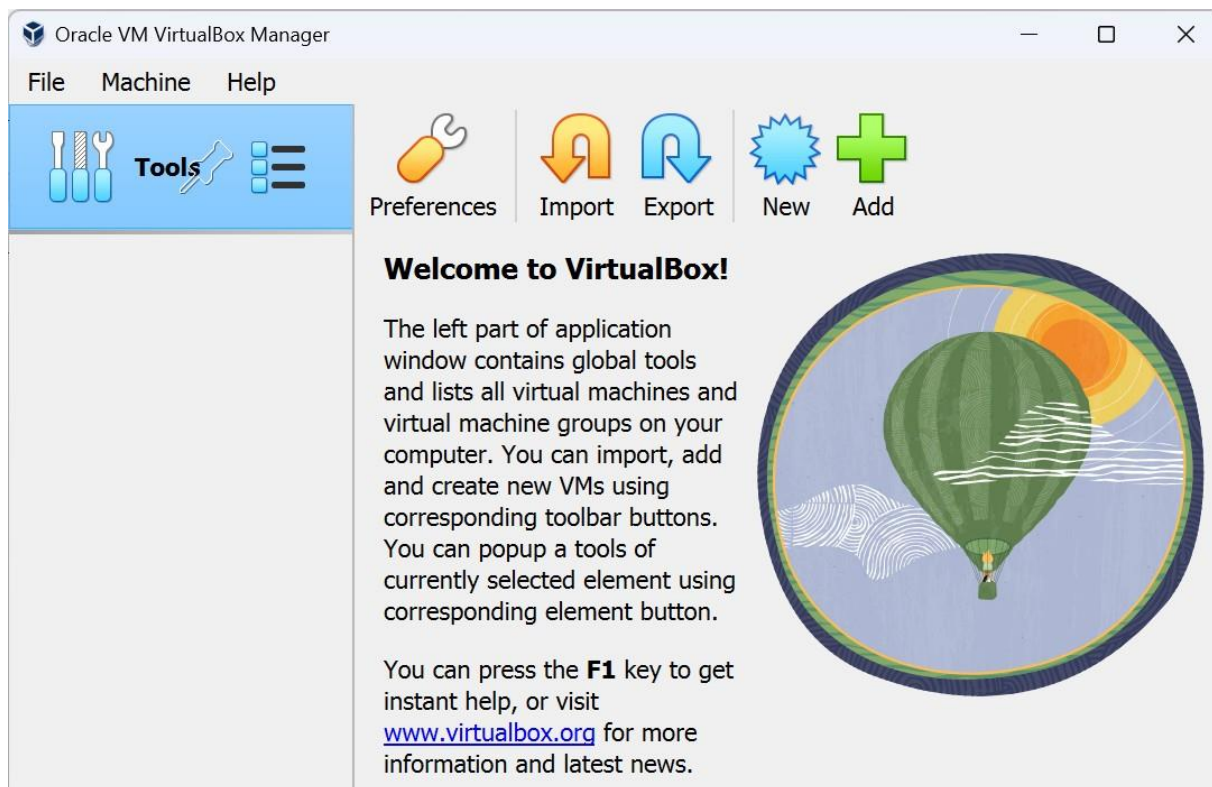 Oracle VM VirtualBox Manager
File Machine Help
Tools
Preferences Import Export New Add
Welcome to VirtualBox!
The left part of application
window contains global tools
and lists all virtual machines and
virtual machine groups on your
computer. You can import, add
and create new VMs using
corresponding toolbar buttons.
You can popup a tools of
currently selected element using
corresponding element button.
You can press the F1 key to get
instant help, or visit
www.virtualbox.org for more
information and latest news.